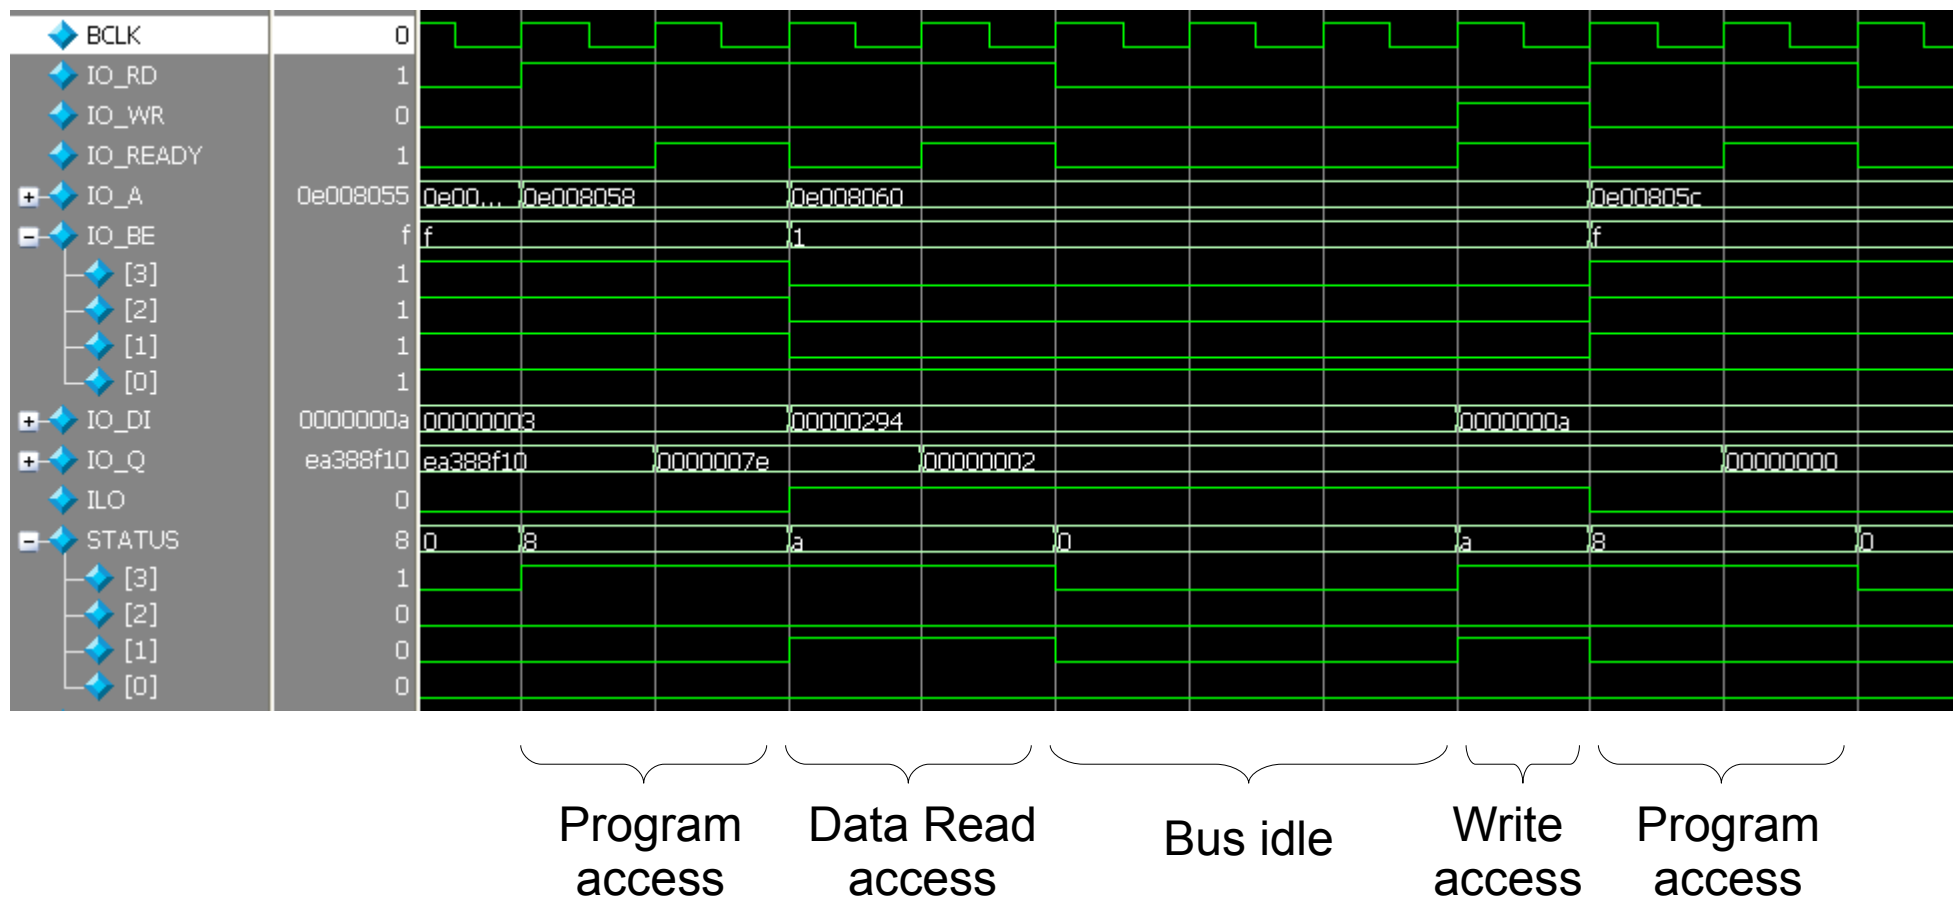 BCLK 0
IO_RD 1
IO_WR 0
IO_READY 1
IO_A 0e008055 0e00... 0e008058 0e008060 0e00805c
IO_BE f f 1 f
[3] 1
[2] 1
[1] 1
[0] 1
IO_DI 0000000a 00000003 00000294 0000000a
IO_Q ea388f10 ea388f10 0000007e 00000002 00000000
ILO 0
STATUS 8 0 8 a 0 a 8 0
[3] 1
[2] 0
[1] 0
[0] 0
Program access
Data Read access
Bus idle
Write access
Program access